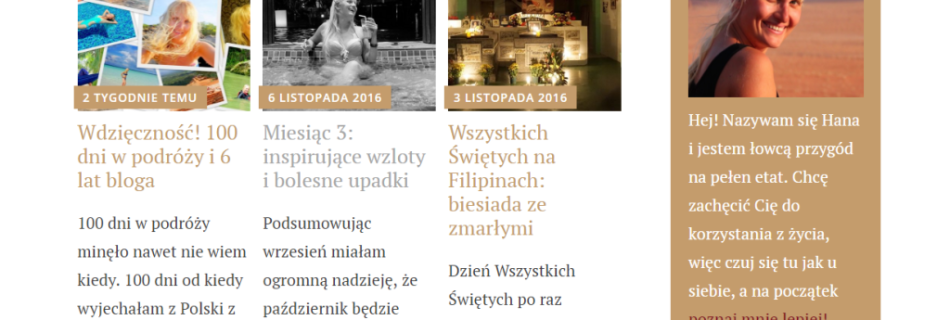 2 TYGODNIE TEMU
Wdzięczność! 100
dni w podróży i 6
lat bloga
100 dni w podróży
minęło nawet nie wiem
kiedy. 100 dni od kiedy
wyjechałam z Polski z
6 LISTOPADA 2016
Miesiąc 3:
inspirujące wzloty
i bolesne upadki
Podsumowując
wrzesień miałam
ogromną nadzieję, że
październik będzie
3 LISTOPADA 2016
Wszystkich
Świętych na
Filipinach:
biesiada ze
zmarłymi
Dzień Wszystkich
Świętych po raz
Hej! Nazywam się Hana
i jestem łowcą przygód
na pełen etat. Chcę
zachęcić Cię do
korzystania z życia,
więc czuj się tu jak u
siebie, a na początek
poznaj mnie lepiej!